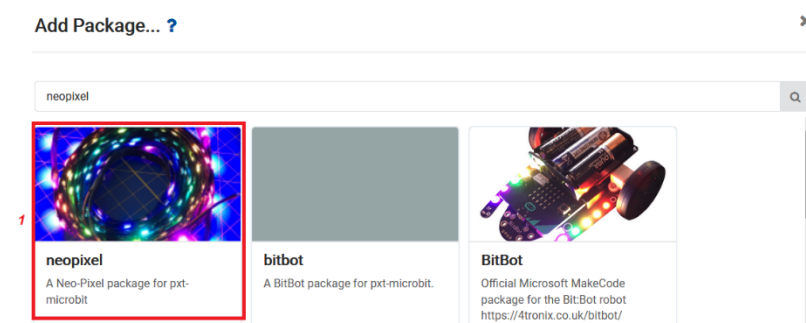 Add Package... ?
neopixel
1
neopixel
A Neo-Pixel package for pxt-
microbit
bitbot
A BitBot package for pxt-microbit.
BitBot
Official Microsoft MakeCode
package for the Bit:Bot robot
https://4tronix.co.uk/bitbot/